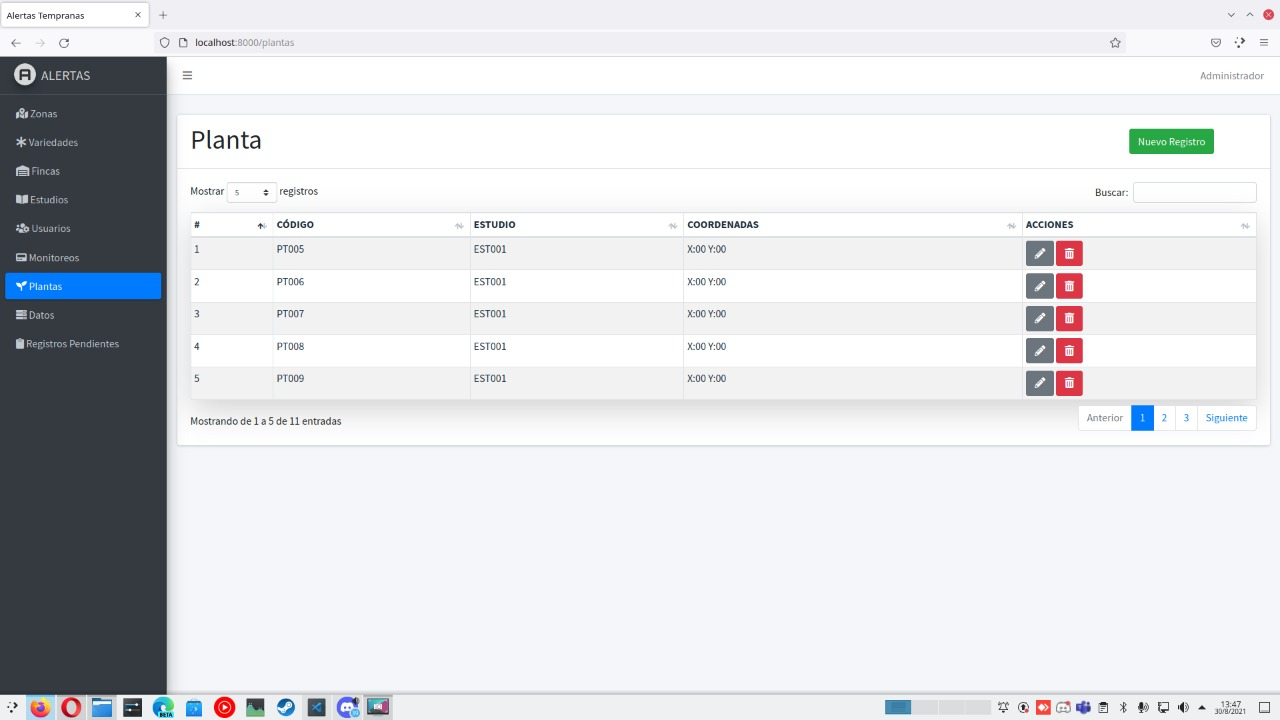 Alertas Tempranas
localhost:8000/plantas
ALERTAS
Administrador
Zonas
Variedades
Fincas
Estudios
Usuarios
Monitoreos
Plantas
Datos
Registros Pendientes
Planta
Nuevo Registro
Mostrar 5 registros
Buscar:
# CÓDIGO ESTUDIO COORDENADAS ACCIONES
1 PT005 EST001 X:00 Y:00
2 PT006 EST001 X:00 Y:00
3 PT007 EST001 X:00 Y:00
4 PT008 EST001 X:00 Y:00
5 PT009 EST001 X:00 Y:00
Mostrando de 1 a 5 de 11 entradas
Anterior 1 2 3 Siguiente
BETA
13:47
30/8/2021